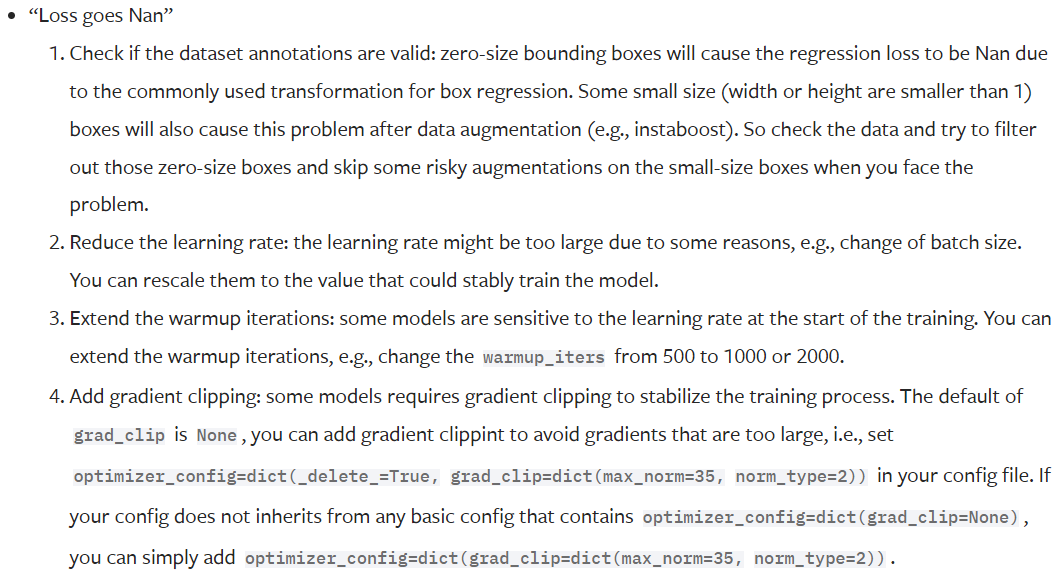 • “Loss goes Nan”
1. Check if the dataset annotations are valid: zero-size bounding boxes will cause the regression loss to be Nan due
to the commonly used transformation for box regression. Some small size (width or height are smaller than 1)
boxes will also cause this problem after data augmentation (e.g., instaboost). So check the data and try to filter
out those zero-size boxes and skip some risky augmentations on the small-size boxes when you face the
problem.
2. Reduce the learning rate: the learning rate might be too large due to some reasons, e.g., change of batch size.
You can rescale them to the value that could stably train the model.
3. Extend the warmup iterations: some models are sensitive to the learning rate at the start of the training. You can
extend the warmup iterations, e.g., change the warmup_iters from 500 to 1000 or 2000.
4. Add gradient clipping: some models requires gradient clipping to stabilize the training process. The default of
grad_clip is None , you can add gradient clippint to avoid gradients that are too large, i.e., set
optimizer_config=dict(_delete_=True, grad_clip=dict(max_norm=35, norm_type=2)) in your config file. If
your config does not inherits from any basic config that contains optimizer_config=dict(grad_clip=None) ,
you can simply add optimizer_config=dict(grad_clip=dict(max_norm=35, norm_type=2)) .